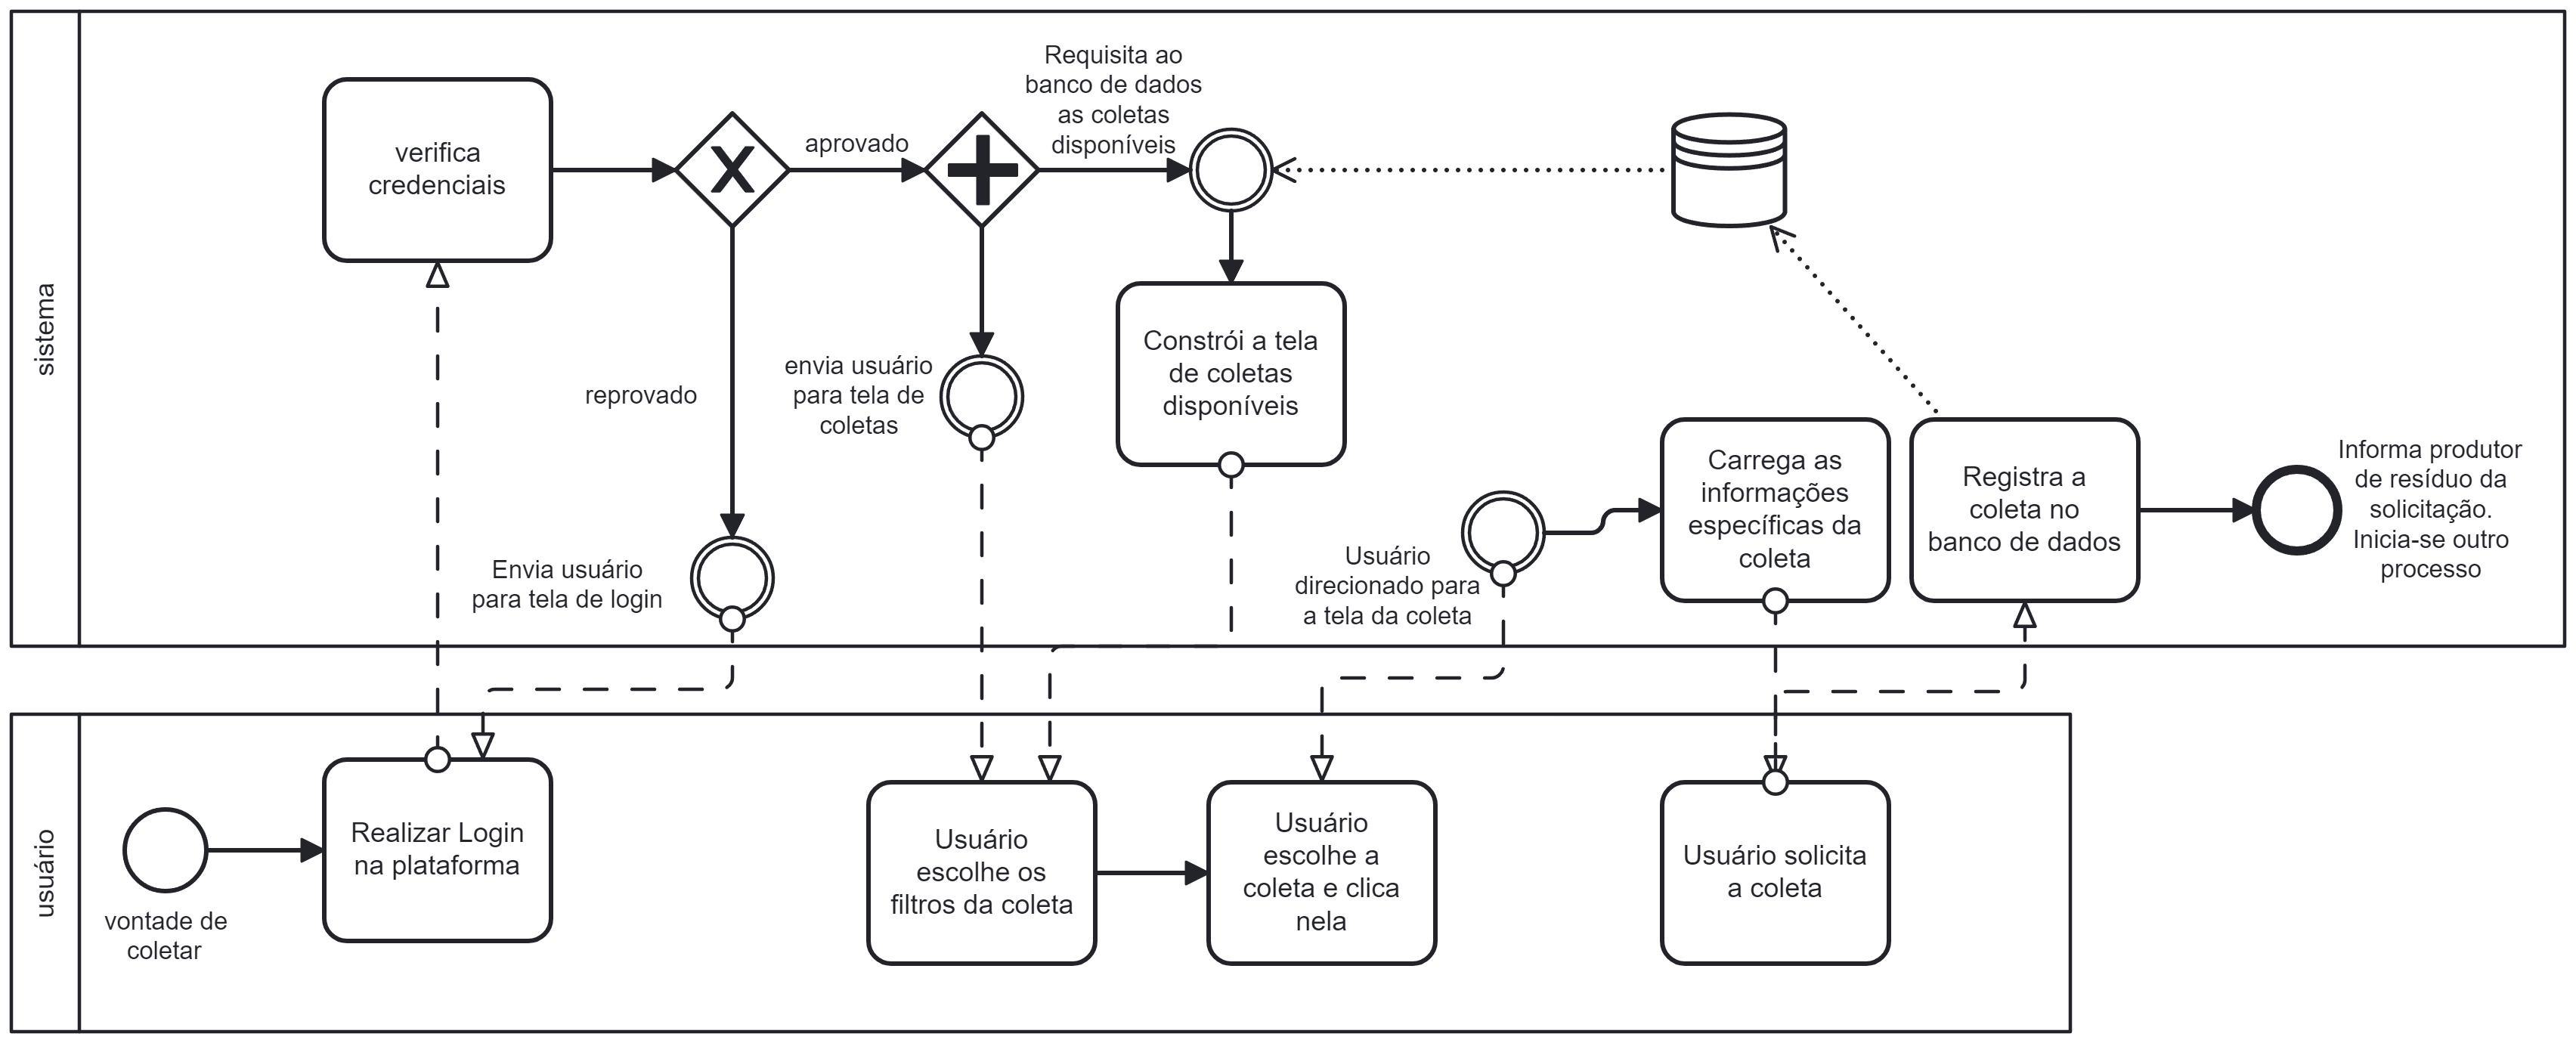 sistema
verifica
credenciais
X
aprovado
reprovado
Requisita ao
banco de dados
as coletas
disponíveis
envia usuário
para tela de
coletas
Envia usuário
para tela de login
Constrói a tela
de coletas
disponíveis
Usuário
direcionado para
a tela da coleta
Carrega as
informações
específicas da
coleta
Registra a
coleta no
banco de dados
Informa produtor
de resíduo da
solicitação.
Inicia-se outro
processo
usuário
vontade de
coletar
Realizar Login
na plataforma
Usuário
escolhe os
filtros da coleta
Usuário
escolhe a
coleta e clica
nela
Usuário solicita
a coleta